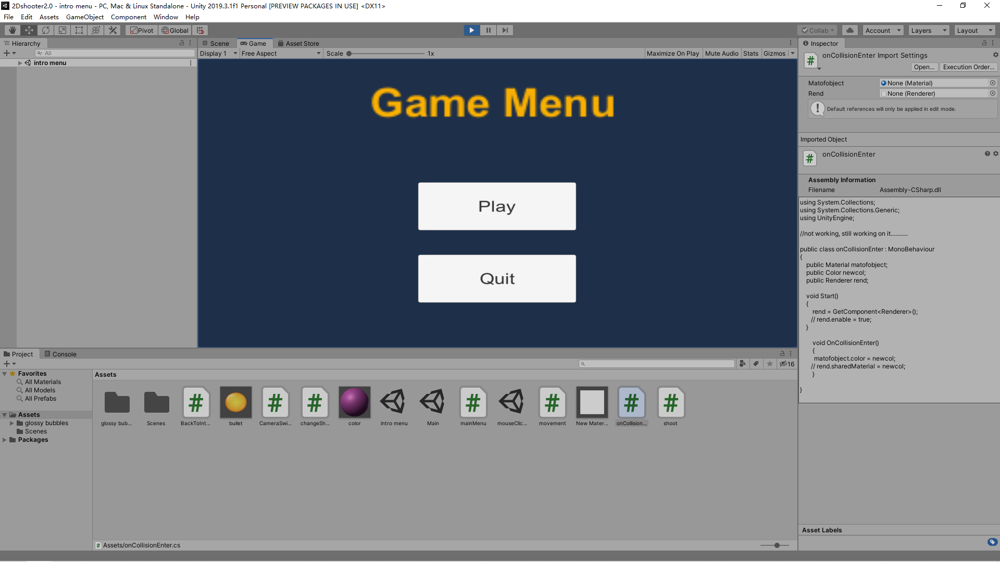 2Dshooter2.0 - intro menu - PC, Mac & Linux Standalone - Unity 2019.3.1f1 Personal [PREVIEW PACKAGES IN USE] <DX11>
File Edit Assets GameObject Component Window Help
Pivot Global Collab Account Layers Layout
Hierarchy
All
intro menu
Scene Game Asset Store
Display 1 Free Aspect Scale 1x Maximize On Play Mute Audio Stats Gizmos
Game Menu
Play
Quit
Inspector
onCollisionEnter Import Settings
Open... Execution Order...
Matofobject None (Material)
Rend None (Renderer)
Default references will only be applied in edit mode.
Imported Object
onCollisionEnter
Assembly Information
Filename Assembly-CSharp.dll
using System.Collections;
using System.Collections.Generic;
using UnityEngine;
//not working, still working on it...........
public class onCollisionEnter : MonoBehaviour
{
public Material matofobject;
public Color newcol;
public Renderer rend;
void Start()
{
rend = GetComponent<Renderer>();
// rend.enable = true;
}
void OnCollisionEnter()
{
matofobject.color = newcol;
// rend.sharedMaterial = newcol;
}
}
Asset Labels
Project Console
16
Favorites
All Materials
All Models
All Prefabs
Assets
glossy bubbles
Scenes
Packages
Assets
glossy bub... Scenes BackToInt... bullet CameraSwi... changeSh... color intro menu Main mainMenu mouseClic... movement New Mater... onCollision... shoot
Assets/onCollisionEnter.cs